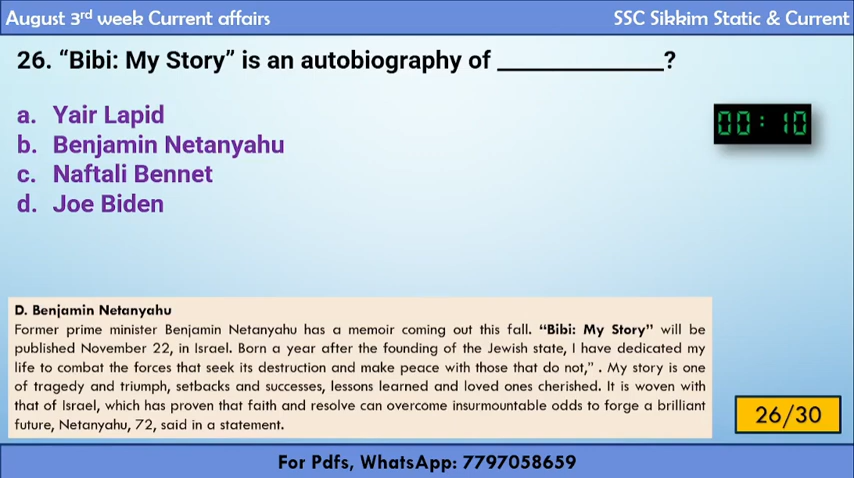 August 3rd week Current affairs
SSC Sikkim Static & Current
26. “Bibi: My Story” is an autobiography of ____________?
a. Yair Lapid
b. Benjamin Netanyahu
c. Naftali Bennet
d. Joe Biden
00:10
D. Benjamin Netanyahu
Former prime minister Benjamin Netanyahu has a memoir coming out this fall. “Bibi: My Story” will be
published November 22, in Israel. Born a year after the founding of the Jewish state, I have dedicated my
life to combat the forces that seek its destruction and make peace with those that do not,” . My story is one
of tragedy and triumph, setbacks and successes, lessons learned and loved ones cherished. It is woven with
that of Israel, which has proven that faith and resolve can overcome insurmountable odds to forge a brilliant
future, Netanyahu, 72, said in a statement.
26/30
For Pdfs, WhatsApp: 7797058659